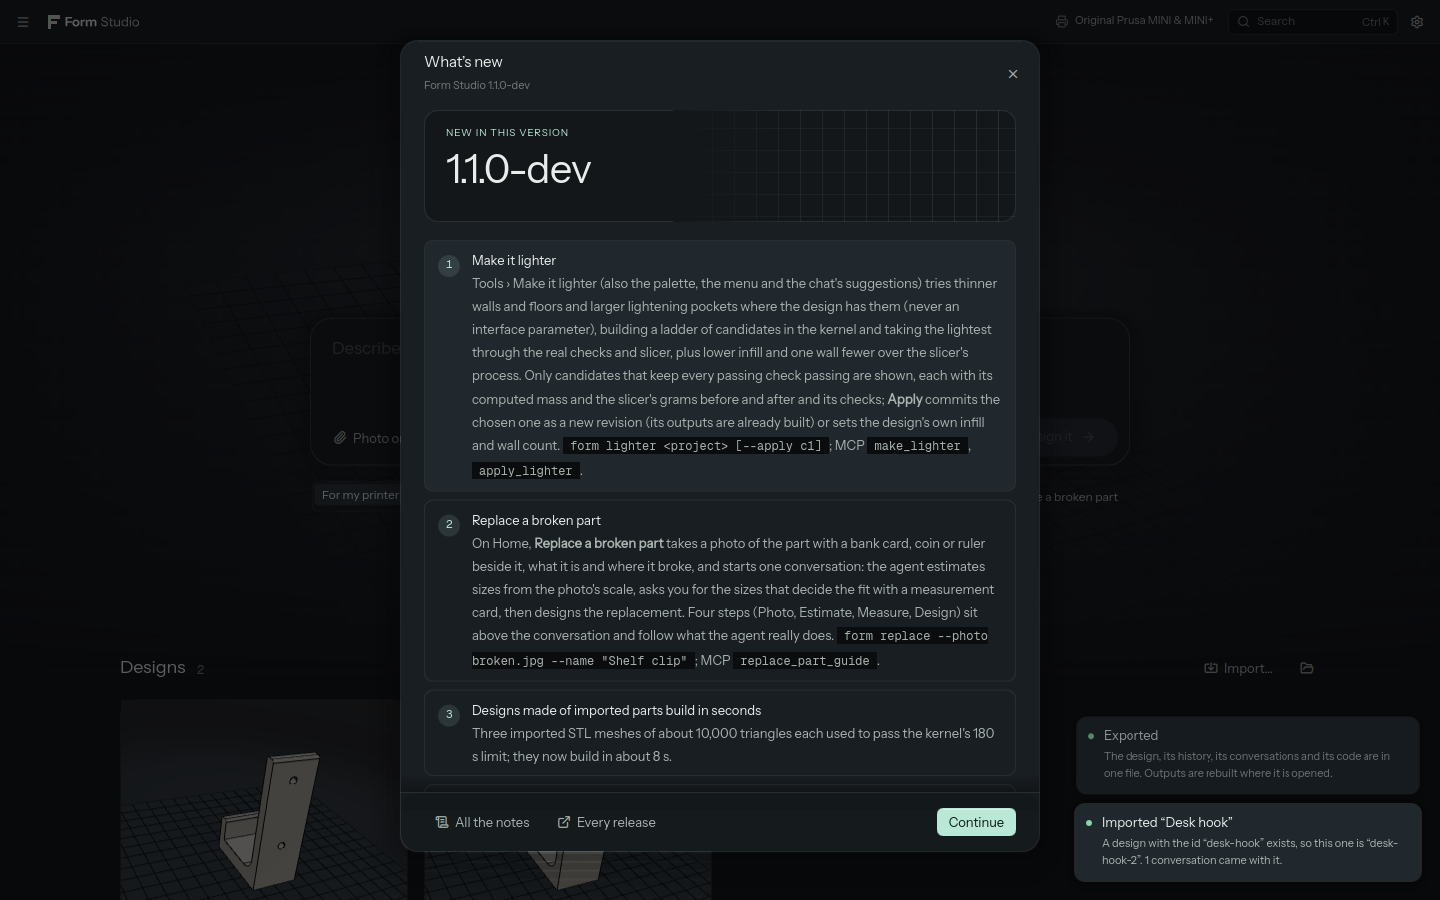 Form Studio
Original Prusa MINI & MINI+
Search
Ctrl K
What's new
Form Studio 1.1.0-dev
NEW IN THIS VERSION
1.1.0-dev
1
Make it lighter
Tools › Make it lighter (also the palette, the menu and the chat's suggestions) tries thinner
walls and floors and larger lightening pockets where the design has them (never an
interface parameter), building a ladder of candidates in the kernel and taking the lightest
through the real checks and slicer, plus lower infill and one wall fewer over the slicer's
process. Only candidates that keep every passing check passing are shown, each with its
computed mass and the slicer's grams before and after and its checks; Apply commits the
chosen one as a new revision (its outputs are already built) or sets the design's own infill
and wall count. form lighter <project> [--apply c1] ; MCP make_lighter ,
apply_lighter .
2
Replace a broken part
On Home, Replace a broken part takes a photo of the part with a bank card, coin or ruler
beside it, what it is and where it broke, and starts one conversation: the agent estimates
sizes from the photo's scale, asks you for the sizes that decide the fit with a measurement
card, then designs the replacement. Four steps (Photo, Estimate, Measure, Design) sit
above the conversation and follow what the agent really does. form replace --photo
broken.jpg --name "Shelf clip" ; MCP replace_part_guide .
3
Designs made of imported parts build in seconds
Three imported STL meshes of about 10,000 triangles each used to pass the kernel's 180
s limit; they now build in about 8 s.
All the notes
Every release
Continue
Describe
Photo o
ign it
For my printer
e a broken part
Designs 2
Import...
Exported
The design, its history, its conversations and its code are in
one file. Outputs are rebuilt where it is opened.
Imported “Desk hook”
A design with the id “desk-hook” exists, so this one is “desk-
hook-2”. 1 conversation came with it.